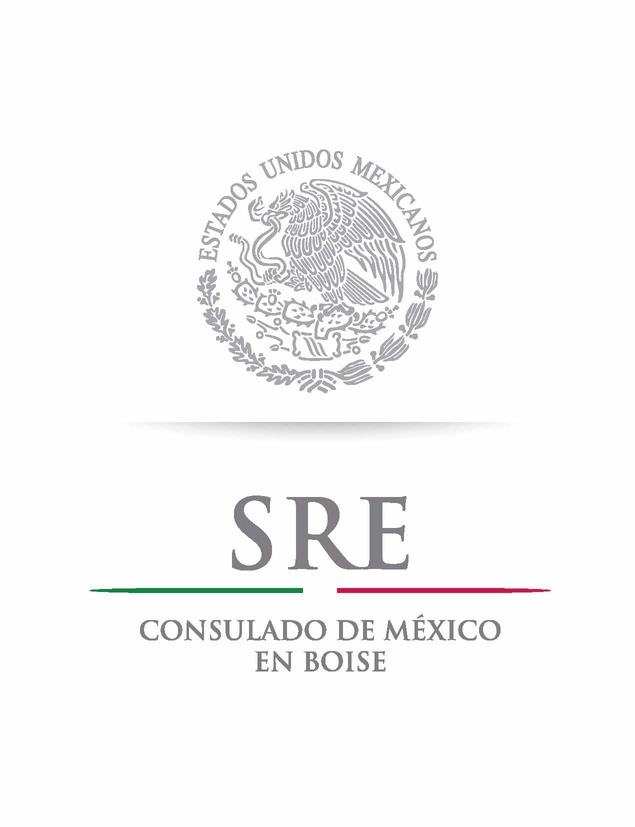 ESTADOS UNIDOS MEXICANOS
SRE
CONSULADO DE MÉXICO
EN BOISE